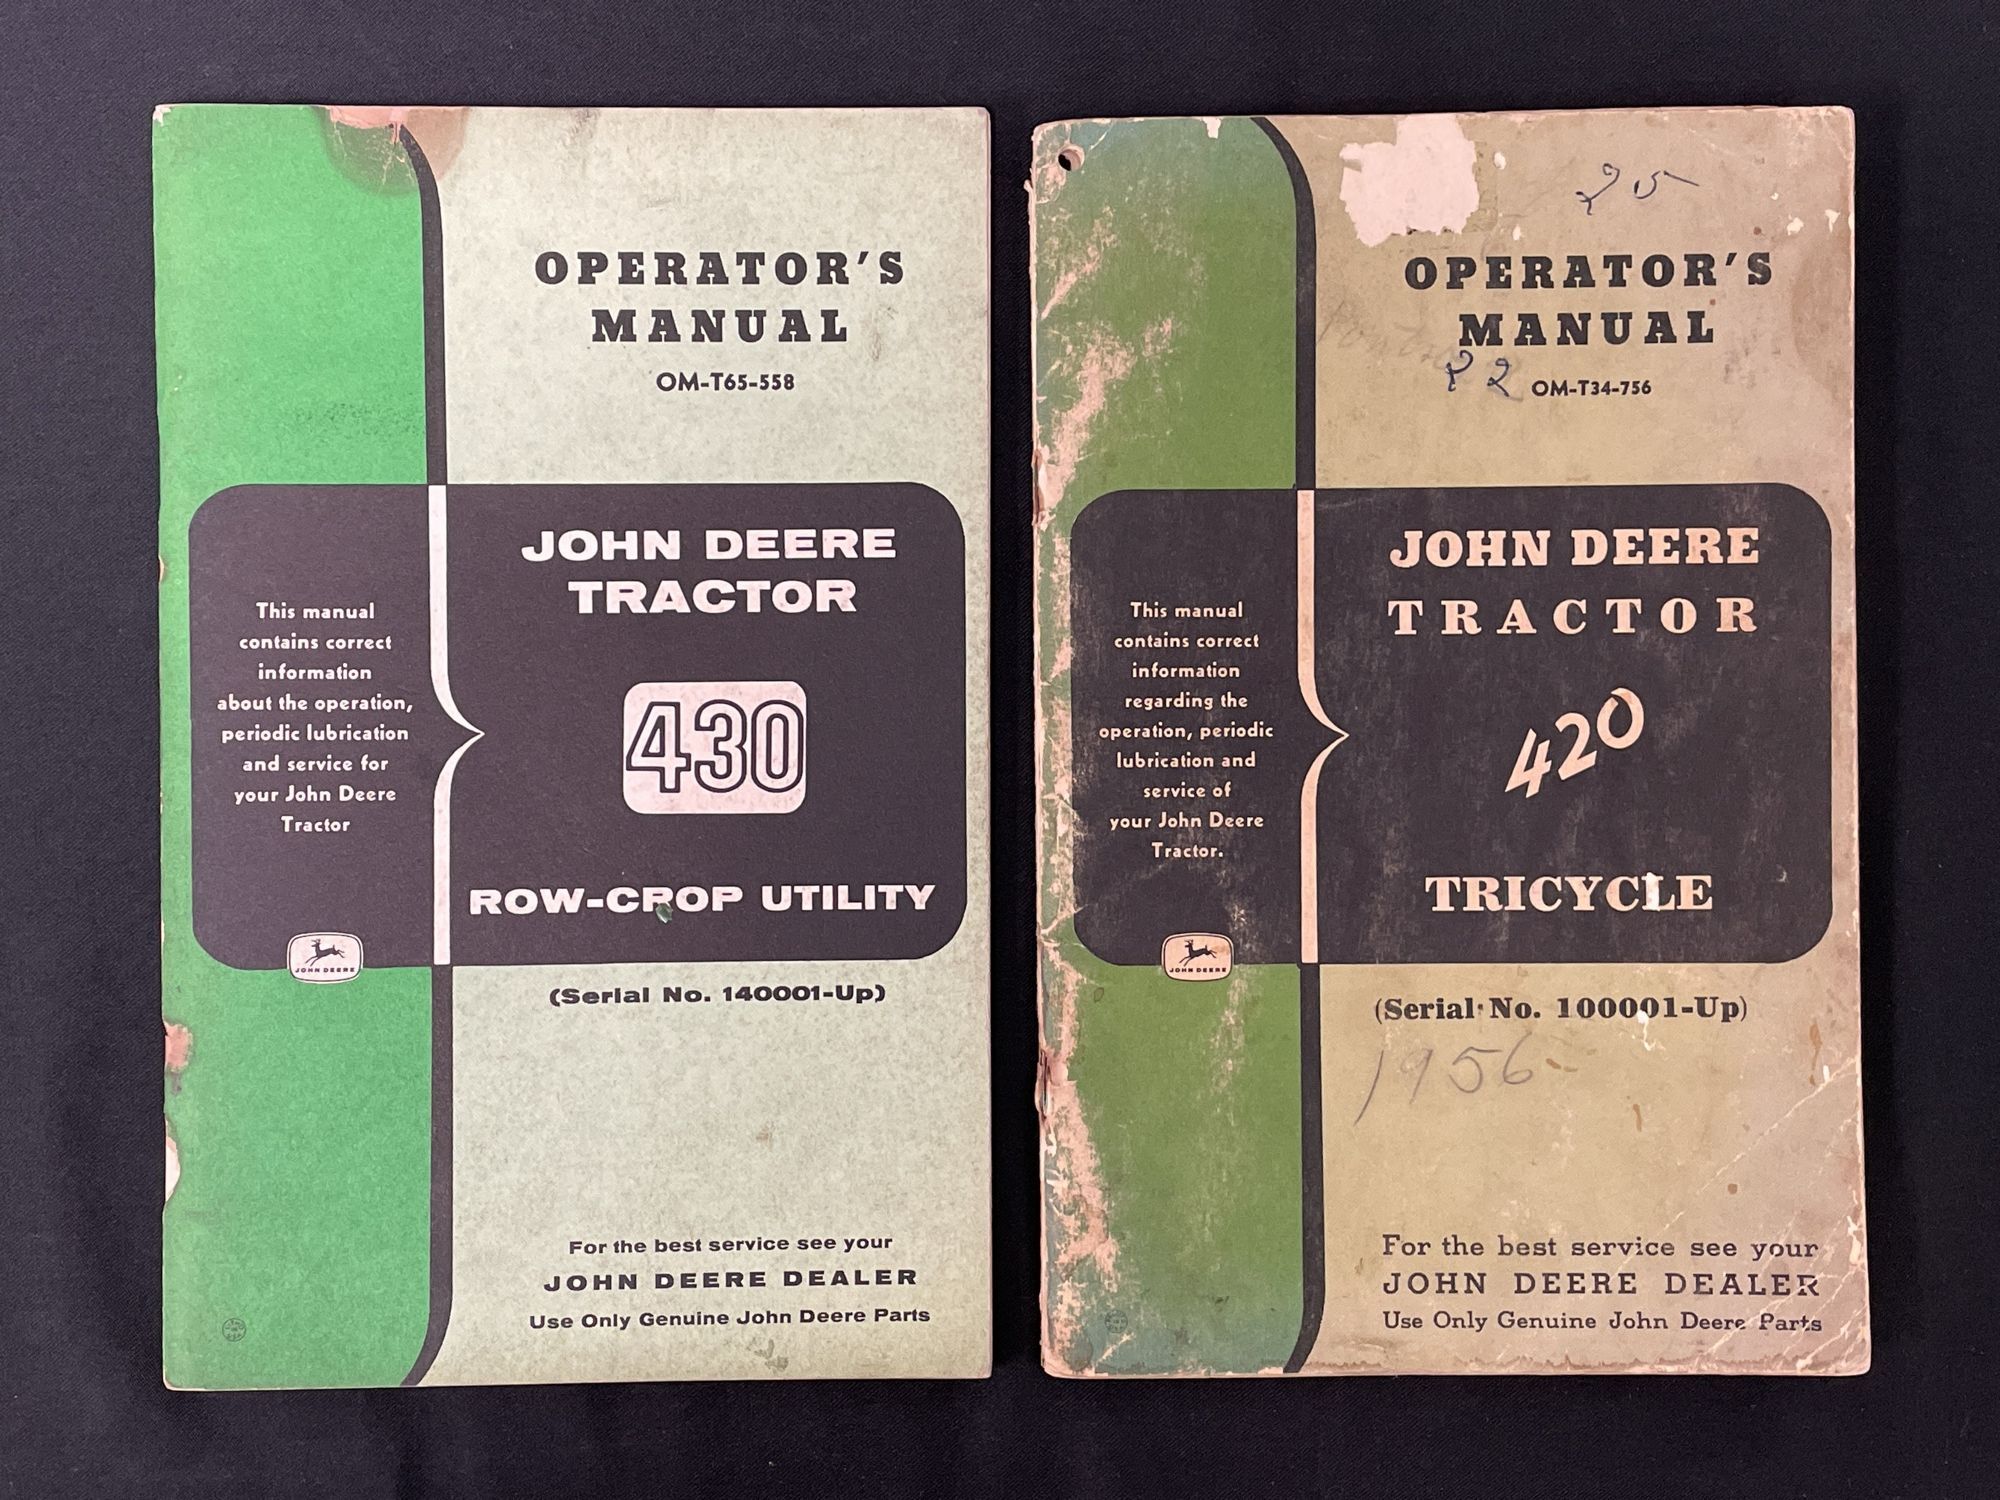 OPERATOR'S
MANUAL
OM-T65-558
This manual
contains correct
information
about the operation,
periodic lubrication
and service for
your John Deere
Tractor
JOHN DEERE
TRACTOR
430
ROW-CROP UTILITY
JOHN DEERE
(Serial No. 140001-Up)
For the best service see your
JOHN DEERE DEALER
Use Only Genuine John Deere Parts
OPERATOR'S
MANUAL
OM-T34-756
This manual
contains correct
information
regarding the
operation, periodic
lubrication and
service of
your John Deere
Tractor.
JOHN DEERE
TRACTOR
420
TRICYCLE
JOHN DEERE
(Serial No. 100001-Up)
1956
For the best service see your
JOHN DEERE DEALER
Use Only Genuine John Deere Parts